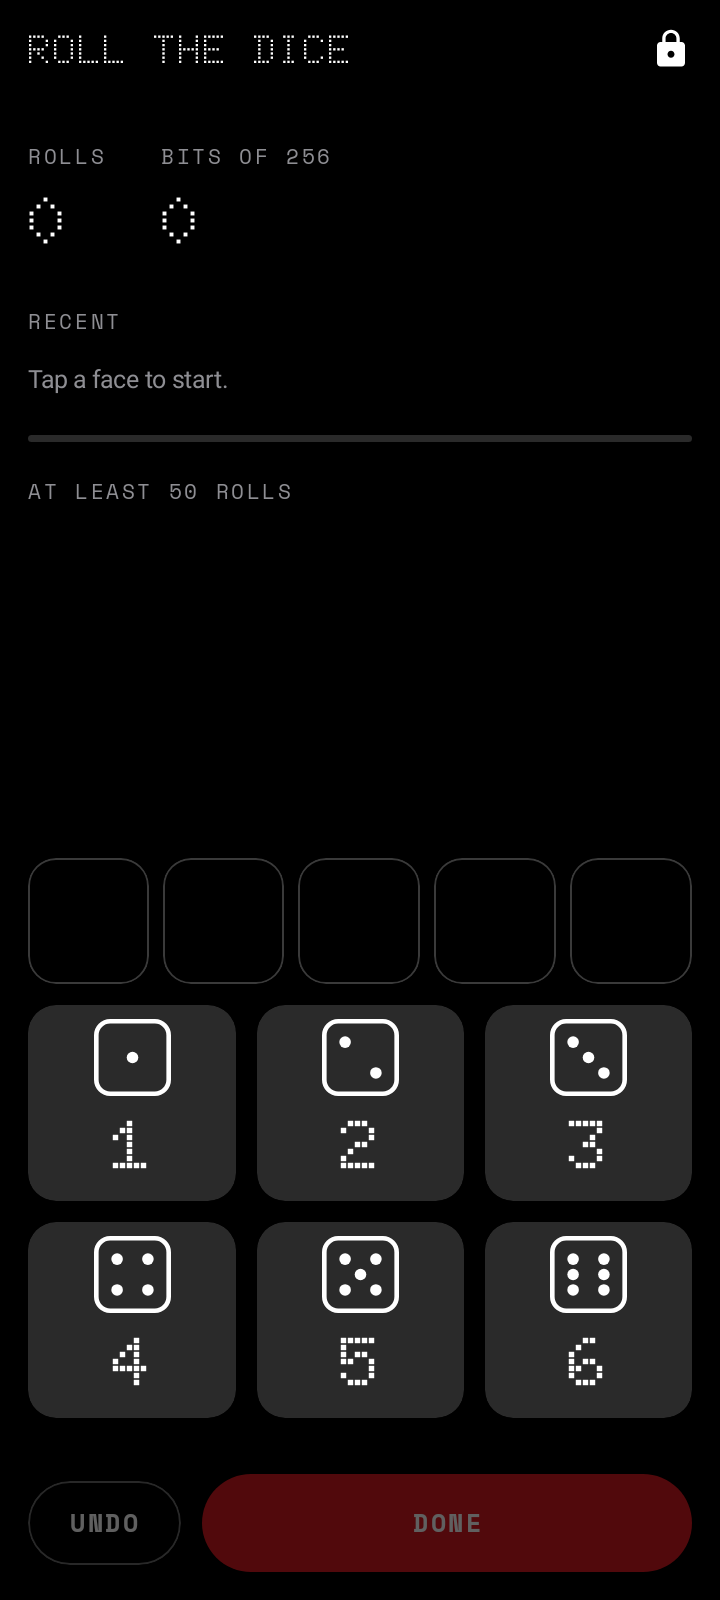 ROLL THE DICE
ROLLS BITS OF 256
0 0
RECENT
Tap a face to start.
AT LEAST 50 ROLLS
1 2 3
4 5 6
UNDO DONE